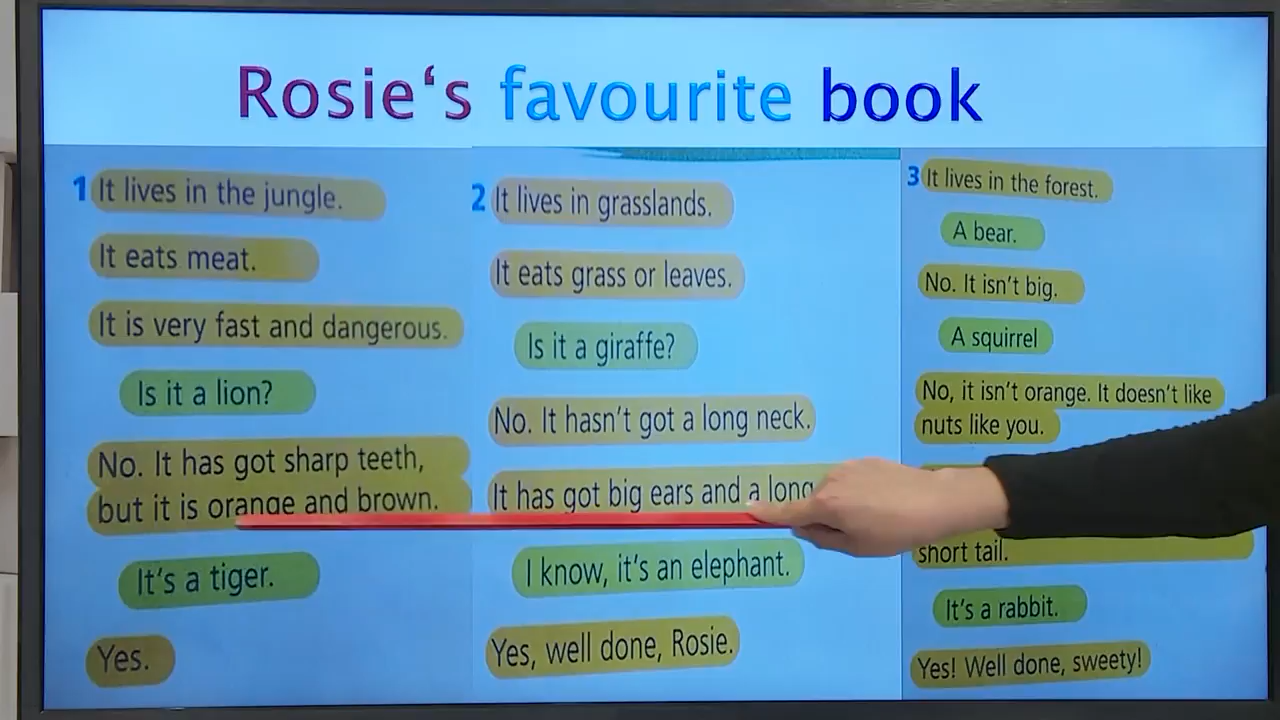 Rosie‘s favourite book
1 It lives in the jungle.
It eats meat.
It is very fast and dangerous.
Is it a lion?
No. It has got sharp teeth,
but it is orange and brown.
It's a tiger.
Yes.
2 It lives in grasslands.
It eats grass or leaves.
Is it a giraffe?
No. It hasn't got a long neck.
It has got big ears and a long
I know, it's an elephant.
Yes, well done, Rosie.
3 It lives in the forest.
A bear.
No. It isn't big.
A squirrel
No, it isn't orange. It doesn't like
nuts like you.
short tail.
It's a rabbit.
Yes! Well done, sweety!